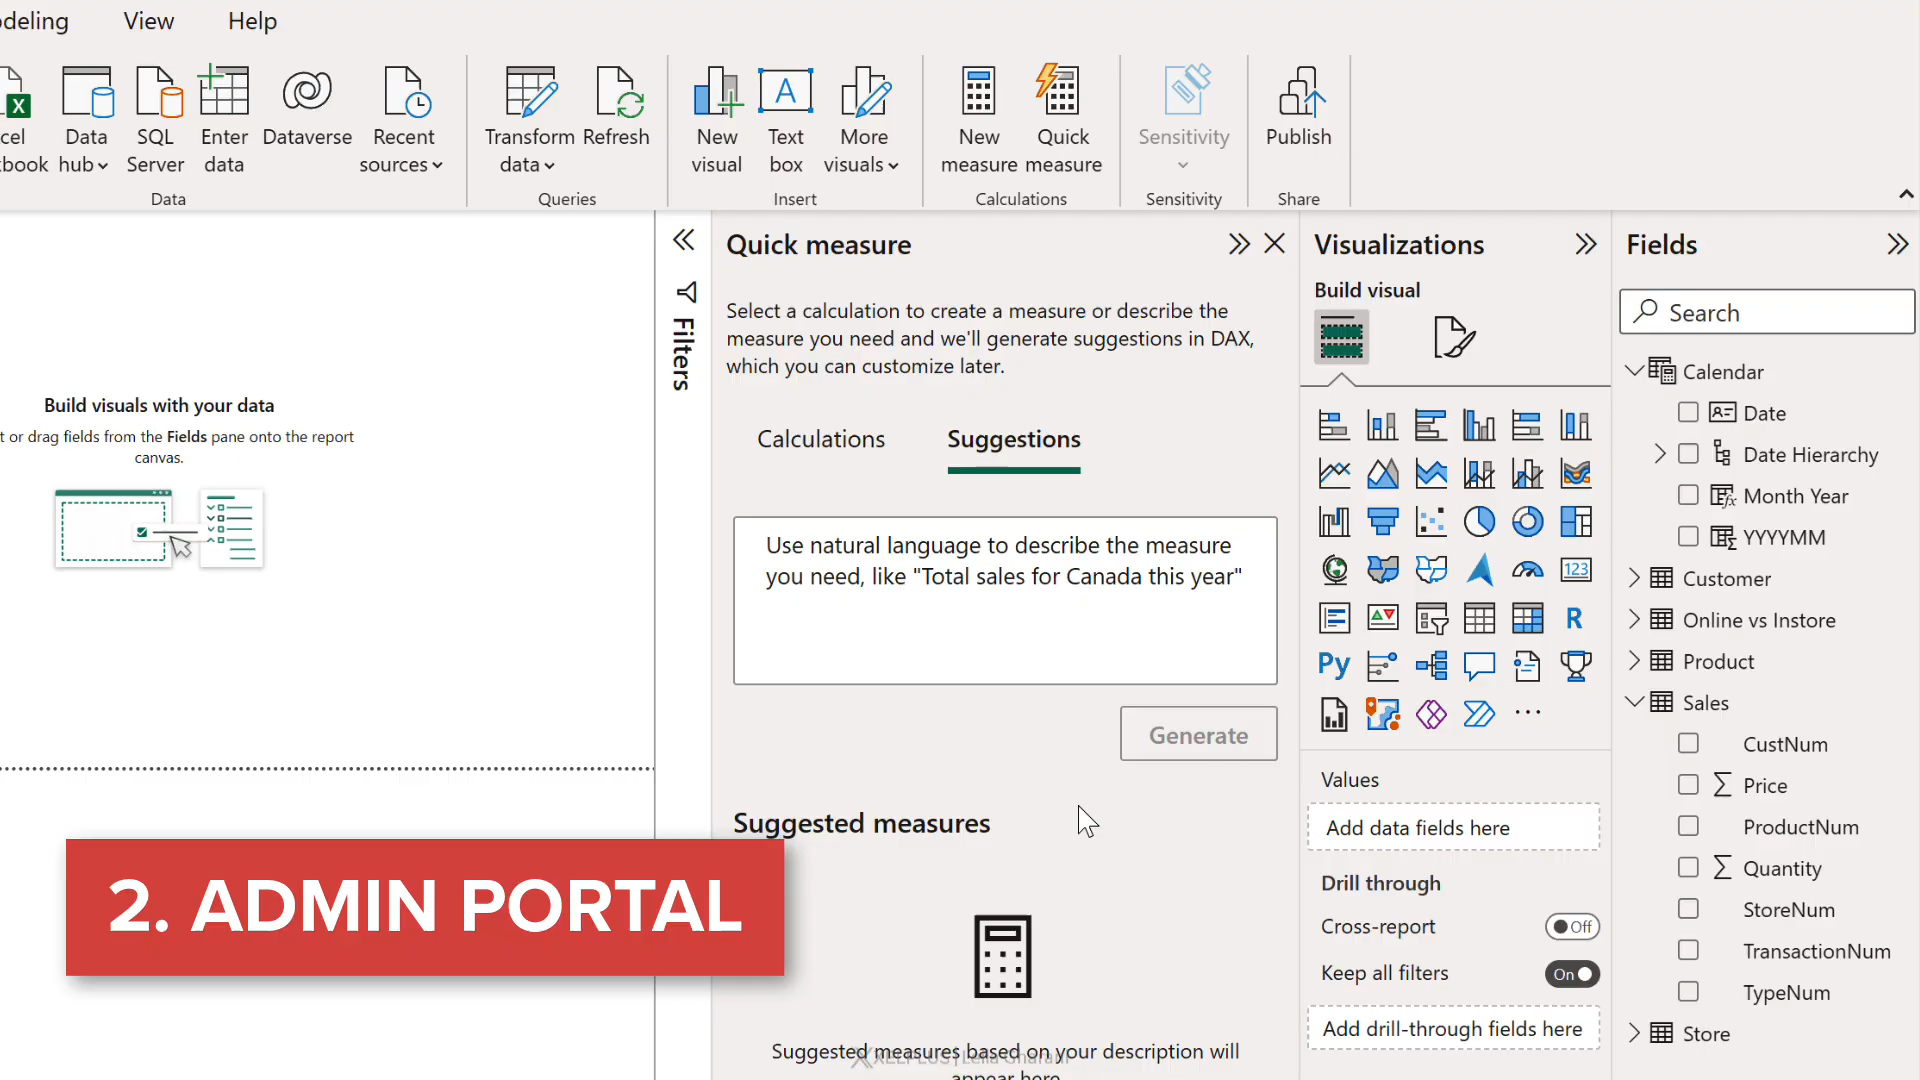 odeling
View
Help
cel
book
Data
hub
SQL
Server
Enter
data
Dataverse
Recent
sources
Transform
data
Refresh
New
visual
Text
box
More
visuals
New
measure
Quick
measure
Sensitivity
Publish
Data
Queries
Insert
Calculations
Sensitivity
Share
Build visuals with your data
t or drag fields from the Fields pane onto the report
canvas.
Filters
Quick measure
Select a calculation to create a measure or describe the
measure you need and we'll generate suggestions in DAX,
which you can customize later.
Calculations
Suggestions
Use natural language to describe the measure
you need, like "Total sales for Canada this year"
Generate
Suggested measures
Suggested measures based on your description will
appear here
XELPLUS | Leila Gharani
2. ADMIN PORTAL
Visualizations
Build visual
123
R
Py
Values
Add data fields here
Drill through
Cross-report
Off
Keep all filters
On
Add drill-through fields here
Fields
Search
Calendar
Date
Date Hierarchy
Month Year
YYYYMM
Customer
Online vs Instore
Product
Sales
CustNum
Price
ProductNum
Quantity
StoreNum
TransactionNum
TypeNum
Store